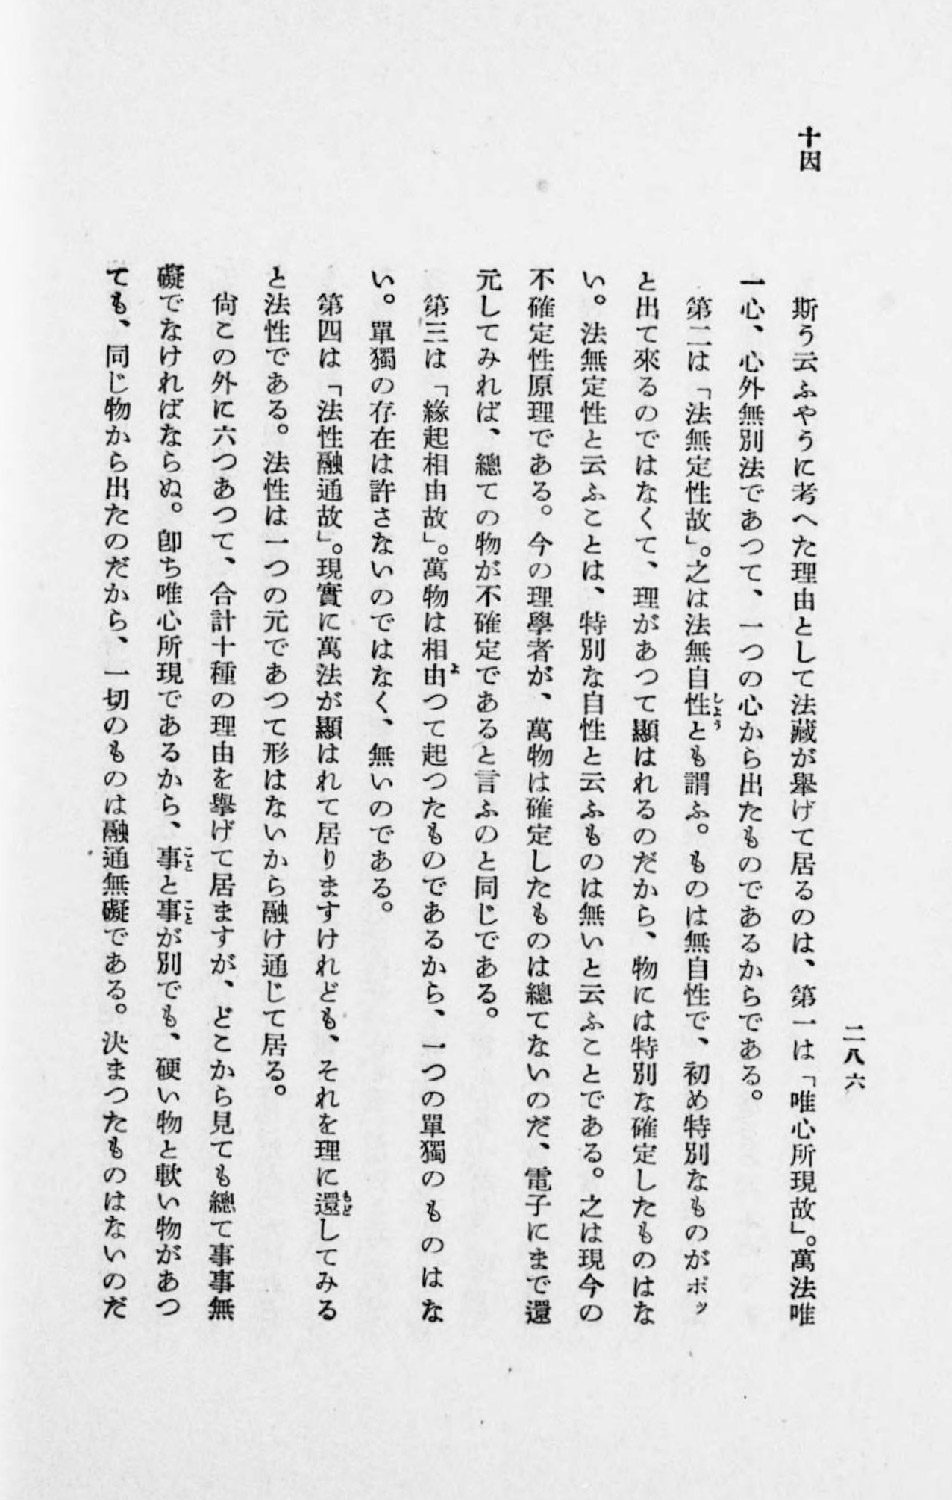 二八六
十因
斯う云ふやうに考へた理由として法藏が擧げて居るのは、第一は「唯心所現故」。萬法唯
一心、心外無別法であつて、一つの心から出たものであるからである。
第二は「法無定性故」。之は法無自性とも謂ふ。ものは無自性で、初め特別なものがボッ
と出て來るのではなくて、理があつて顯はれるのだから、物には特別な確定したものはな
い。法無定性と云ふことは、特別な自性と云ふものは無いと云ふことである。之は現今の
不確定性原理である。今の理學者が、萬物は確定したものは總てないのだ、電子にまで還
元してみれば、總ての物が不確定であると言ふのと同じである。
第三は「緣起相由故」。萬物は相由つて起つたものであるから、一つの單獨のものはな
い。單獨の存在は許さないのではなく、無いのである。
第四は「法性融通故」。現實に萬法が顯はれて居りますけれども、それを理に還してみる
と法性である。法性は一つの元であつて形はないから融け通じて居る。
尙この外に六つあつて、合計十種の理由を擧げて居ますが、どこから見ても總て事事無
礙でなければならぬ。卽ち唯心所現であるから、事と事が別でも、硬い物と軟い物があつ
ても、同じ物から出たのだから、一切のものは融通無礙である。決まつたものはないのだ